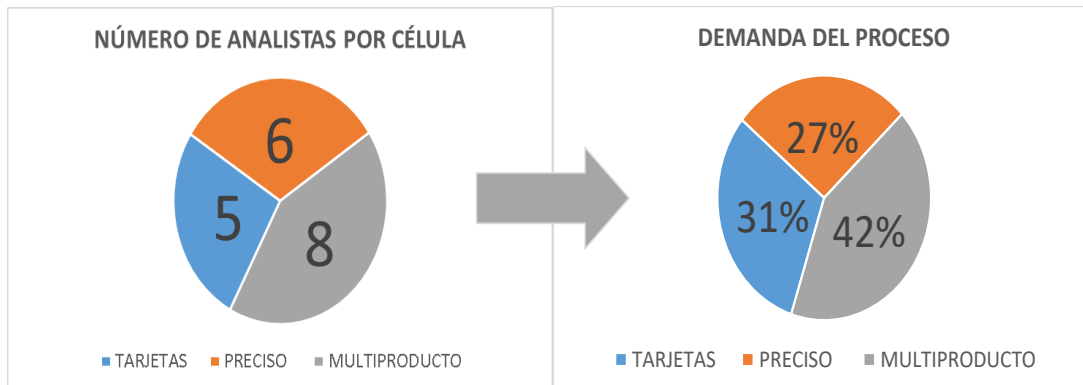 NÚMERO DE ANALISTAS POR CÉLULA
6
5
8
TARJETAS PRECISO MULTIPRODUCTO
DEMANDA DEL PROCESO
27%
31%
42%
TARJETAS PRECISO MULTIPRODUCTO